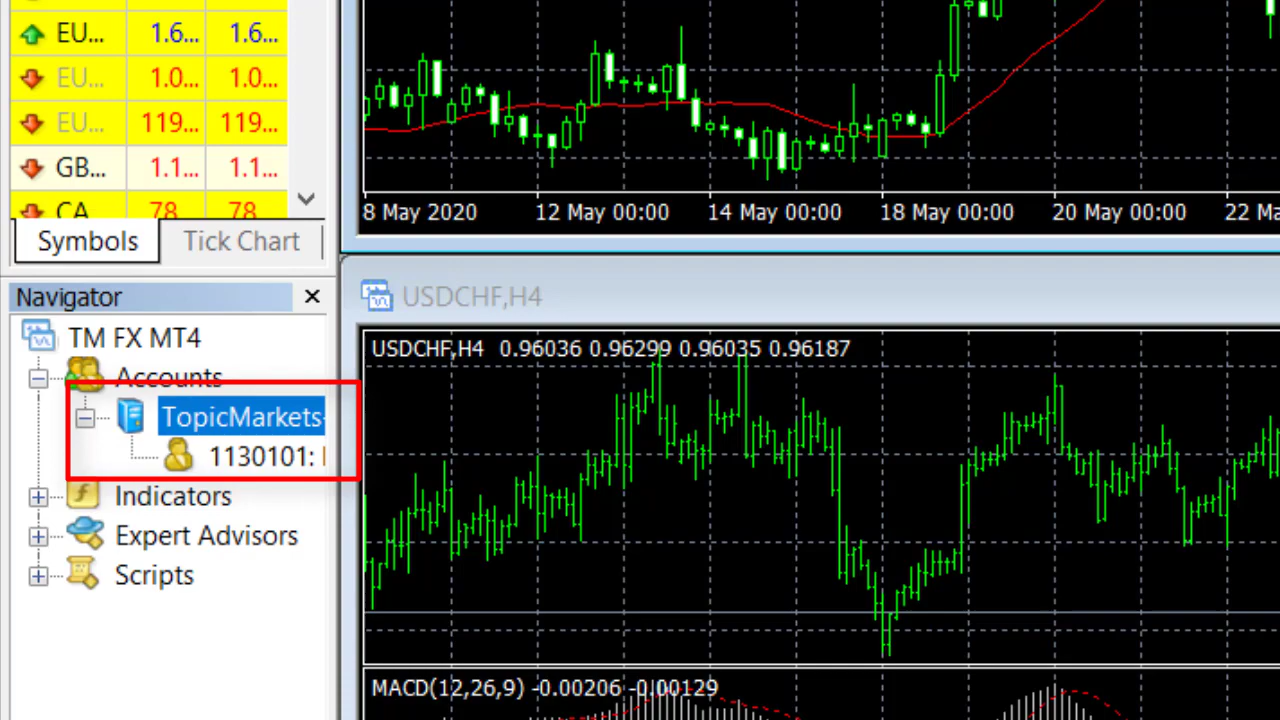 EU... 1.6... 1.6...
EU... 1.0... 1.0...
EU... 119... 119...
GB... 1.1... 1.1...
CA 78 78
Symbols Tick Chart
8 May 2020 12 May 00:00 14 May 00:00 18 May 00:00 20 May 00:00 22 Ma
Navigator
TM FX MT4
Accounts
TopicMarkets-
1130101:
Indicators
Expert Advisors
Scripts
USDCHF,H4
USDCHF,H4 0.96036 0.96299 0.96035 0.96187
MACD(12,26,9) -0.00206 -0.00129